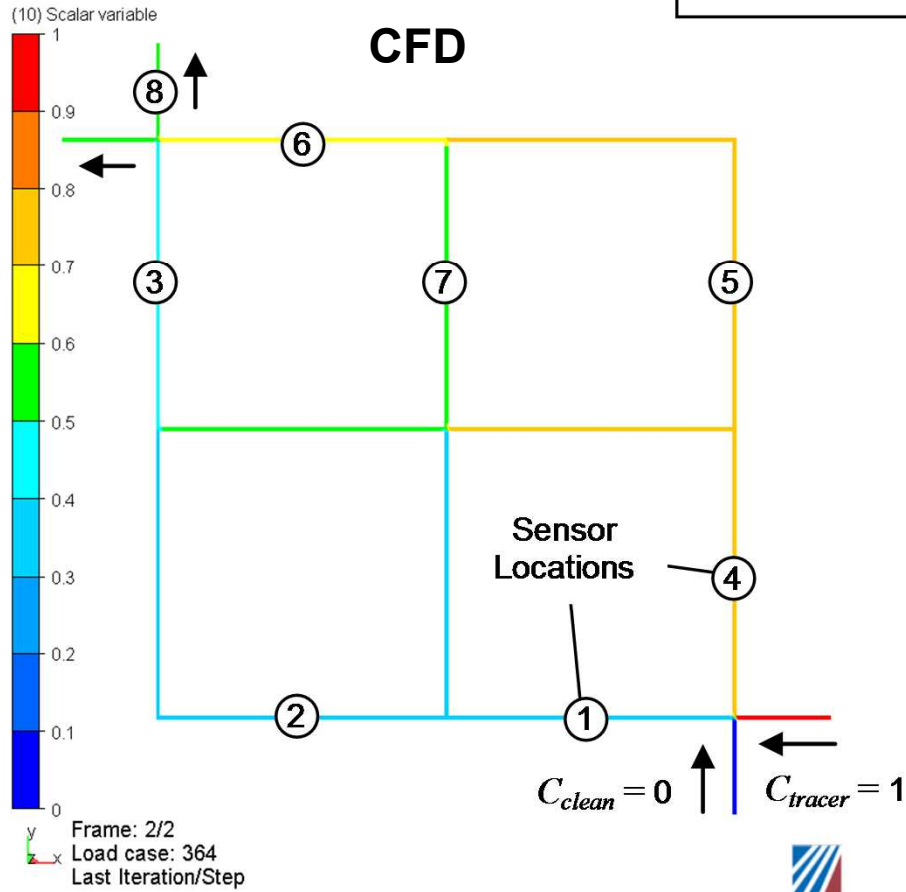 (10) Scalar variable
CFD
1
0.9
0.8
0.7
0.6
0.5
0.4
0.3
0.2
0.1
0
8
6
3
7
5
Sensor
Locations
4
2
1
C_clean = 0
C_tracer = 1
y
z x
Frame: 2/2
Load case: 364
Last Iteration/Step